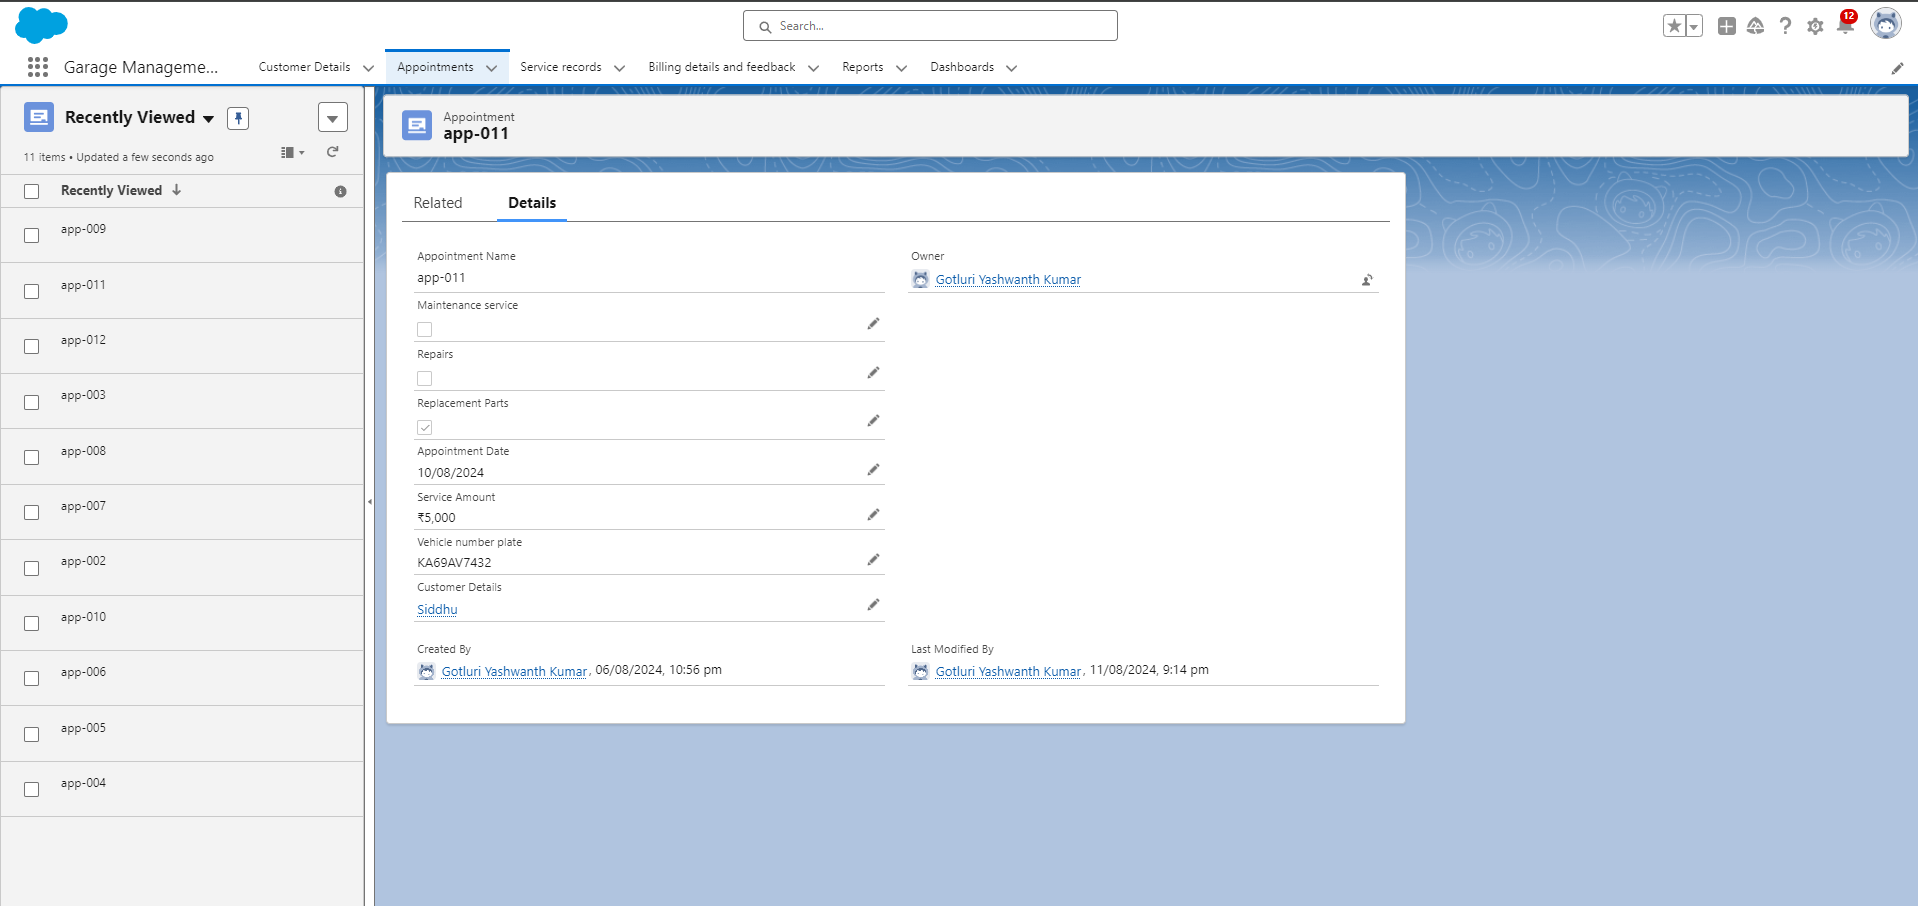 Search...
12
Garage Manageme...
Customer Details
Appointments
Service records
Billing details and feedback
Reports
Dashboards
Recently Viewed
11 items • Updated a few seconds ago
Recently Viewed
app-009
app-011
app-012
app-003
app-008
app-007
app-002
app-010
app-006
app-005
app-004
Appointment
app-011
Related
Details
Appointment Name
app-011
Maintenance service
Repairs
Replacement Parts
Appointment Date
10/08/2024
Service Amount
₹5,000
Vehicle number plate
KA69AV7432
Customer Details
Siddhu
Created By
Gotluri Yashwanth Kumar, 06/08/2024, 10:56 pm
Owner
Gotluri Yashwanth Kumar
Last Modified By
Gotluri Yashwanth Kumar, 11/08/2024, 9:14 pm